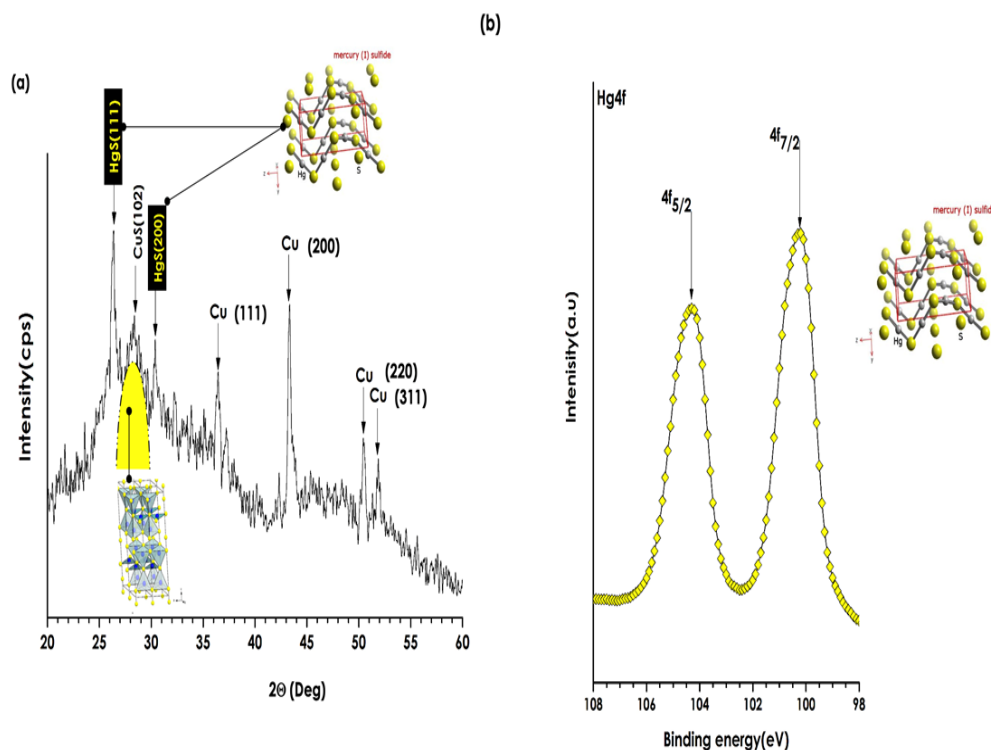 (a)
mercury (I) sulfide
Hg
S
HgS(111)
CuS(102)
HgS(200)
Cu (111)
Cu (200)
Cu (220)
Cu (311)
Intensity(cps)
20 25 30 35 40 45 50 55 60
2Θ (Deg)
(b)
Hg4f
4f5/2
4f7/2
mercury (I) sulfide
Hg
S
Intenisity(a.u)
108 106 104 102 100 98
Binding energy(eV)